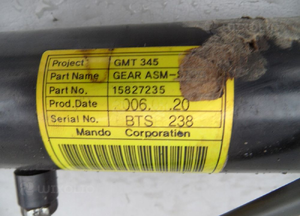 Project GMT 345
Part Name GEAR ASM-
Part No. 15827235
Prod.Date 006. .20
Serial No. BTS 238
Mando Corporation